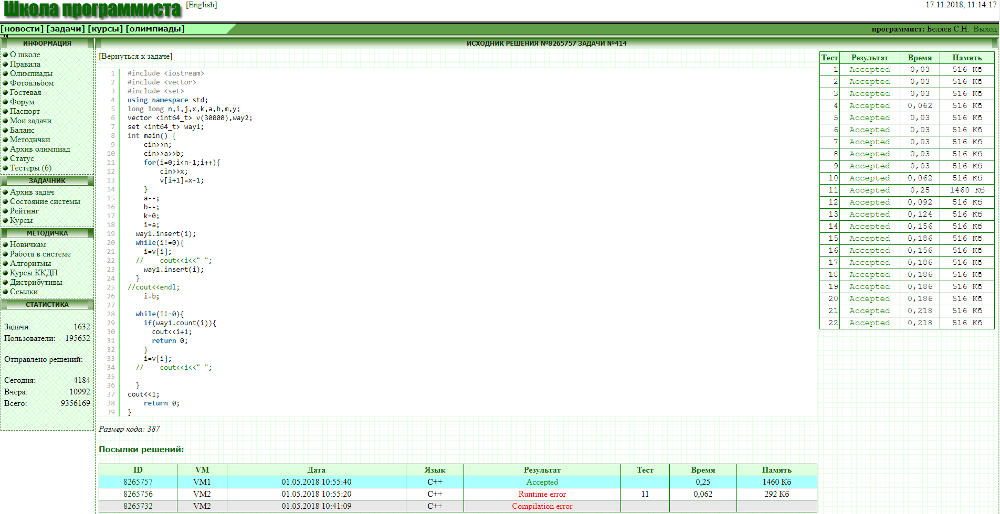 Школа программиста [English] 17.11.2018, 11:14:17
[новости] [задачи] [курсы] [олимпиады] программист: Беляев С.Н. Выход
ИНФОРМАЦИЯ
О школе
Правила
Олимпиады
Фотоальбом
Гостевая
Форум
Паспорт
Мои задачи
Баланс
Методички
Архив олимпиад
Статус
Тестеры (6)
ЗАДАЧНИК
Архив задач
Состояние системы
Рейтинг
Курсы
МЕТОДИЧКА
Новичкам
Работа в системе
Алгоритмы
Курсы ККДП
Дистрибутивы
Ссылки
СТАТИСТИКА
Задачи: 1632
Пользователи: 195652
Отправлено решений:
Сегодня: 4184
Вчера: 10992
Всего: 9356169
ИСХОДНИК РЕШЕНИЯ №8265757 ЗАДАЧИ №414
[Вернуться к задаче]
1 #include <iostream>
2 #include <vector>
3 #include <set>
4 using namespace std;
5 long long n,i,j,x,k,a,b,m,y;
6 vector <int64_t> v(30000),way2;
7 set <int64_t> way1;
8 int main() {
9     cin>>n;
10     cin>>a>>b;
11     for(i=0;i<n-1;i++){
12         cin>>x;
13         v[i+1]=x-1;
14     }
15     a--;
16     b--;
17     k=0;
18     i=a;
19   way1.insert(i);
20   while(i!=0){
21     i=v[i];
22   //    cout<<i<<" ";
23     way1.insert(i);
24   }
25 //cout<<endl;
26     i=b;
27
28   while(i!=0){
29     if(way1.count(i)){
30       cout<<i+1;
31       return 0;
32     }
33     i=v[i];
34   //    cout<<i<<" ";
35
36   }
37 cout<<1;
38     return 0;
39 }
Размер кода: 387
Тест Результат Время Память
1 Accepted 0,03 516 Кб
2 Accepted 0,03 516 Кб
3 Accepted 0,03 516 Кб
4 Accepted 0,062 516 Кб
5 Accepted 0,03 516 Кб
6 Accepted 0,03 516 Кб
7 Accepted 0,03 516 Кб
8 Accepted 0,03 516 Кб
9 Accepted 0,03 516 Кб
10 Accepted 0,062 516 Кб
11 Accepted 0,25 1460 Кб
12 Accepted 0,092 516 Кб
13 Accepted 0,124 516 Кб
14 Accepted 0,156 516 Кб
15 Accepted 0,186 516 Кб
16 Accepted 0,156 516 Кб
17 Accepted 0,186 516 Кб
18 Accepted 0,186 516 Кб
19 Accepted 0,186 516 Кб
20 Accepted 0,186 516 Кб
21 Accepted 0,218 516 Кб
22 Accepted 0,218 516 Кб
Посылки решений:
ID VM Дата Язык Результат Тест Время Память
8265757 VM1 01.05.2018 10:55:40 C++ Accepted 0,25 1460 Кб
8265756 VM2 01.05.2018 10:55:20 C++ Runtime error 11 0,062 292 Кб
8265732 VM2 01.05.2018 10:41:09 C++ Compilation error